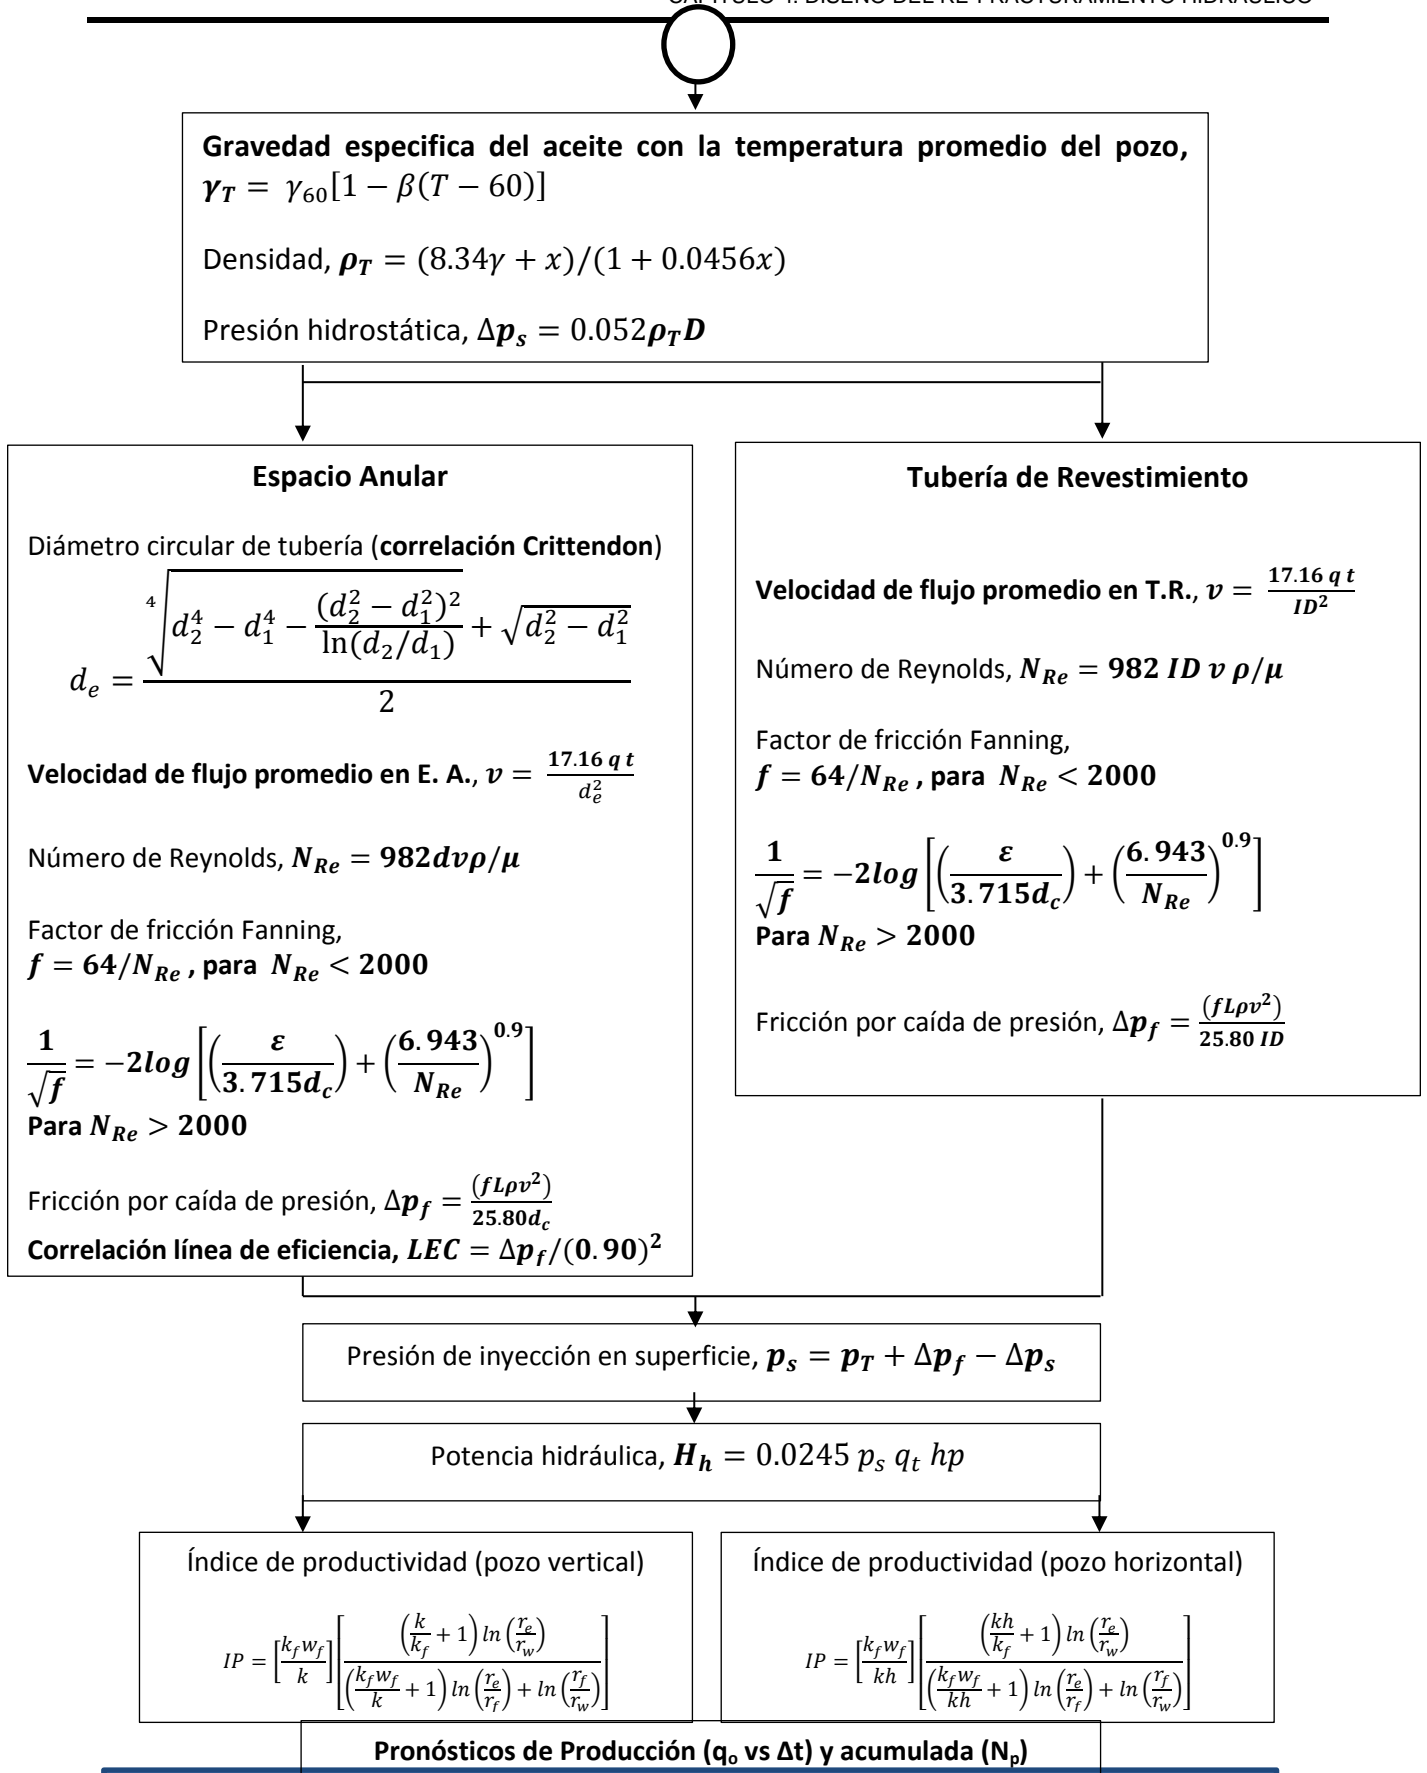 CAPÍTULO 4. DISEÑO DEL RE-FRACTURAMIENTO HIDRÁULICO
Gravedad especifica del aceite con la temperatura promedio del pozo,
γ_T = γ_60[1 − β(T − 60)]
Densidad, ρ_T = (8.34γ + x)/(1 + 0.0456x)
Presión hidrostática, Δp_s = 0.052ρ_T D
Espacio Anular
Diámetro circular de tubería (correlación Crittendon)
d_e = (⁴√(d_2^4 − d_1^4 − (d_2^2 − d_1^2)^2 / ln(d_2/d_1)) + √(d_2^2 − d_1^2)) / 2
Velocidad de flujo promedio en E. A., v = 17.16 q t / d_e^2
Número de Reynolds, N_Re = 982dvρ/μ
Factor de fricción Fanning,
f = 64/N_Re , para N_Re < 2000
1/√f = −2log[(ε/3.715d_c) + (6.943/N_Re)^0.9]
Para N_Re > 2000
Fricción por caída de presión, Δp_f = (fLρv^2)/25.80d_c
Correlación línea de eficiencia, LEC = Δp_f/(0.90)^2
Tubería de Revestimiento
Velocidad de flujo promedio en T.R., v = 17.16 q t / ID^2
Número de Reynolds, N_Re = 982 ID v ρ/μ
Factor de fricción Fanning,
f = 64/N_Re , para N_Re < 2000
1/√f = −2log[(ε/3.715d_c) + (6.943/N_Re)^0.9]
Para N_Re > 2000
Fricción por caída de presión, Δp_f = (fLρv^2)/25.80 ID
Presión de inyección en superficie, p_s = p_T + Δp_f − Δp_s
Potencia hidráulica, H_h = 0.0245 p_s q_t hp
Índice de productividad (pozo vertical)
IP = [k_f w_f / k][(k/k_f + 1) ln(r_e/r_w) / ((k_f w_f / k + 1) ln(r_e/r_f) + ln(r_f/r_w))]
Índice de productividad (pozo horizontal)
IP = [k_f w_f / kh][(kh/k_f + 1) ln(r_e/r_w) / ((k_f w_f / kh + 1) ln(r_e/r_f) + ln(r_f/r_w))]
Pronósticos de Producción (q_o vs Δt) y acumulada (N_p)